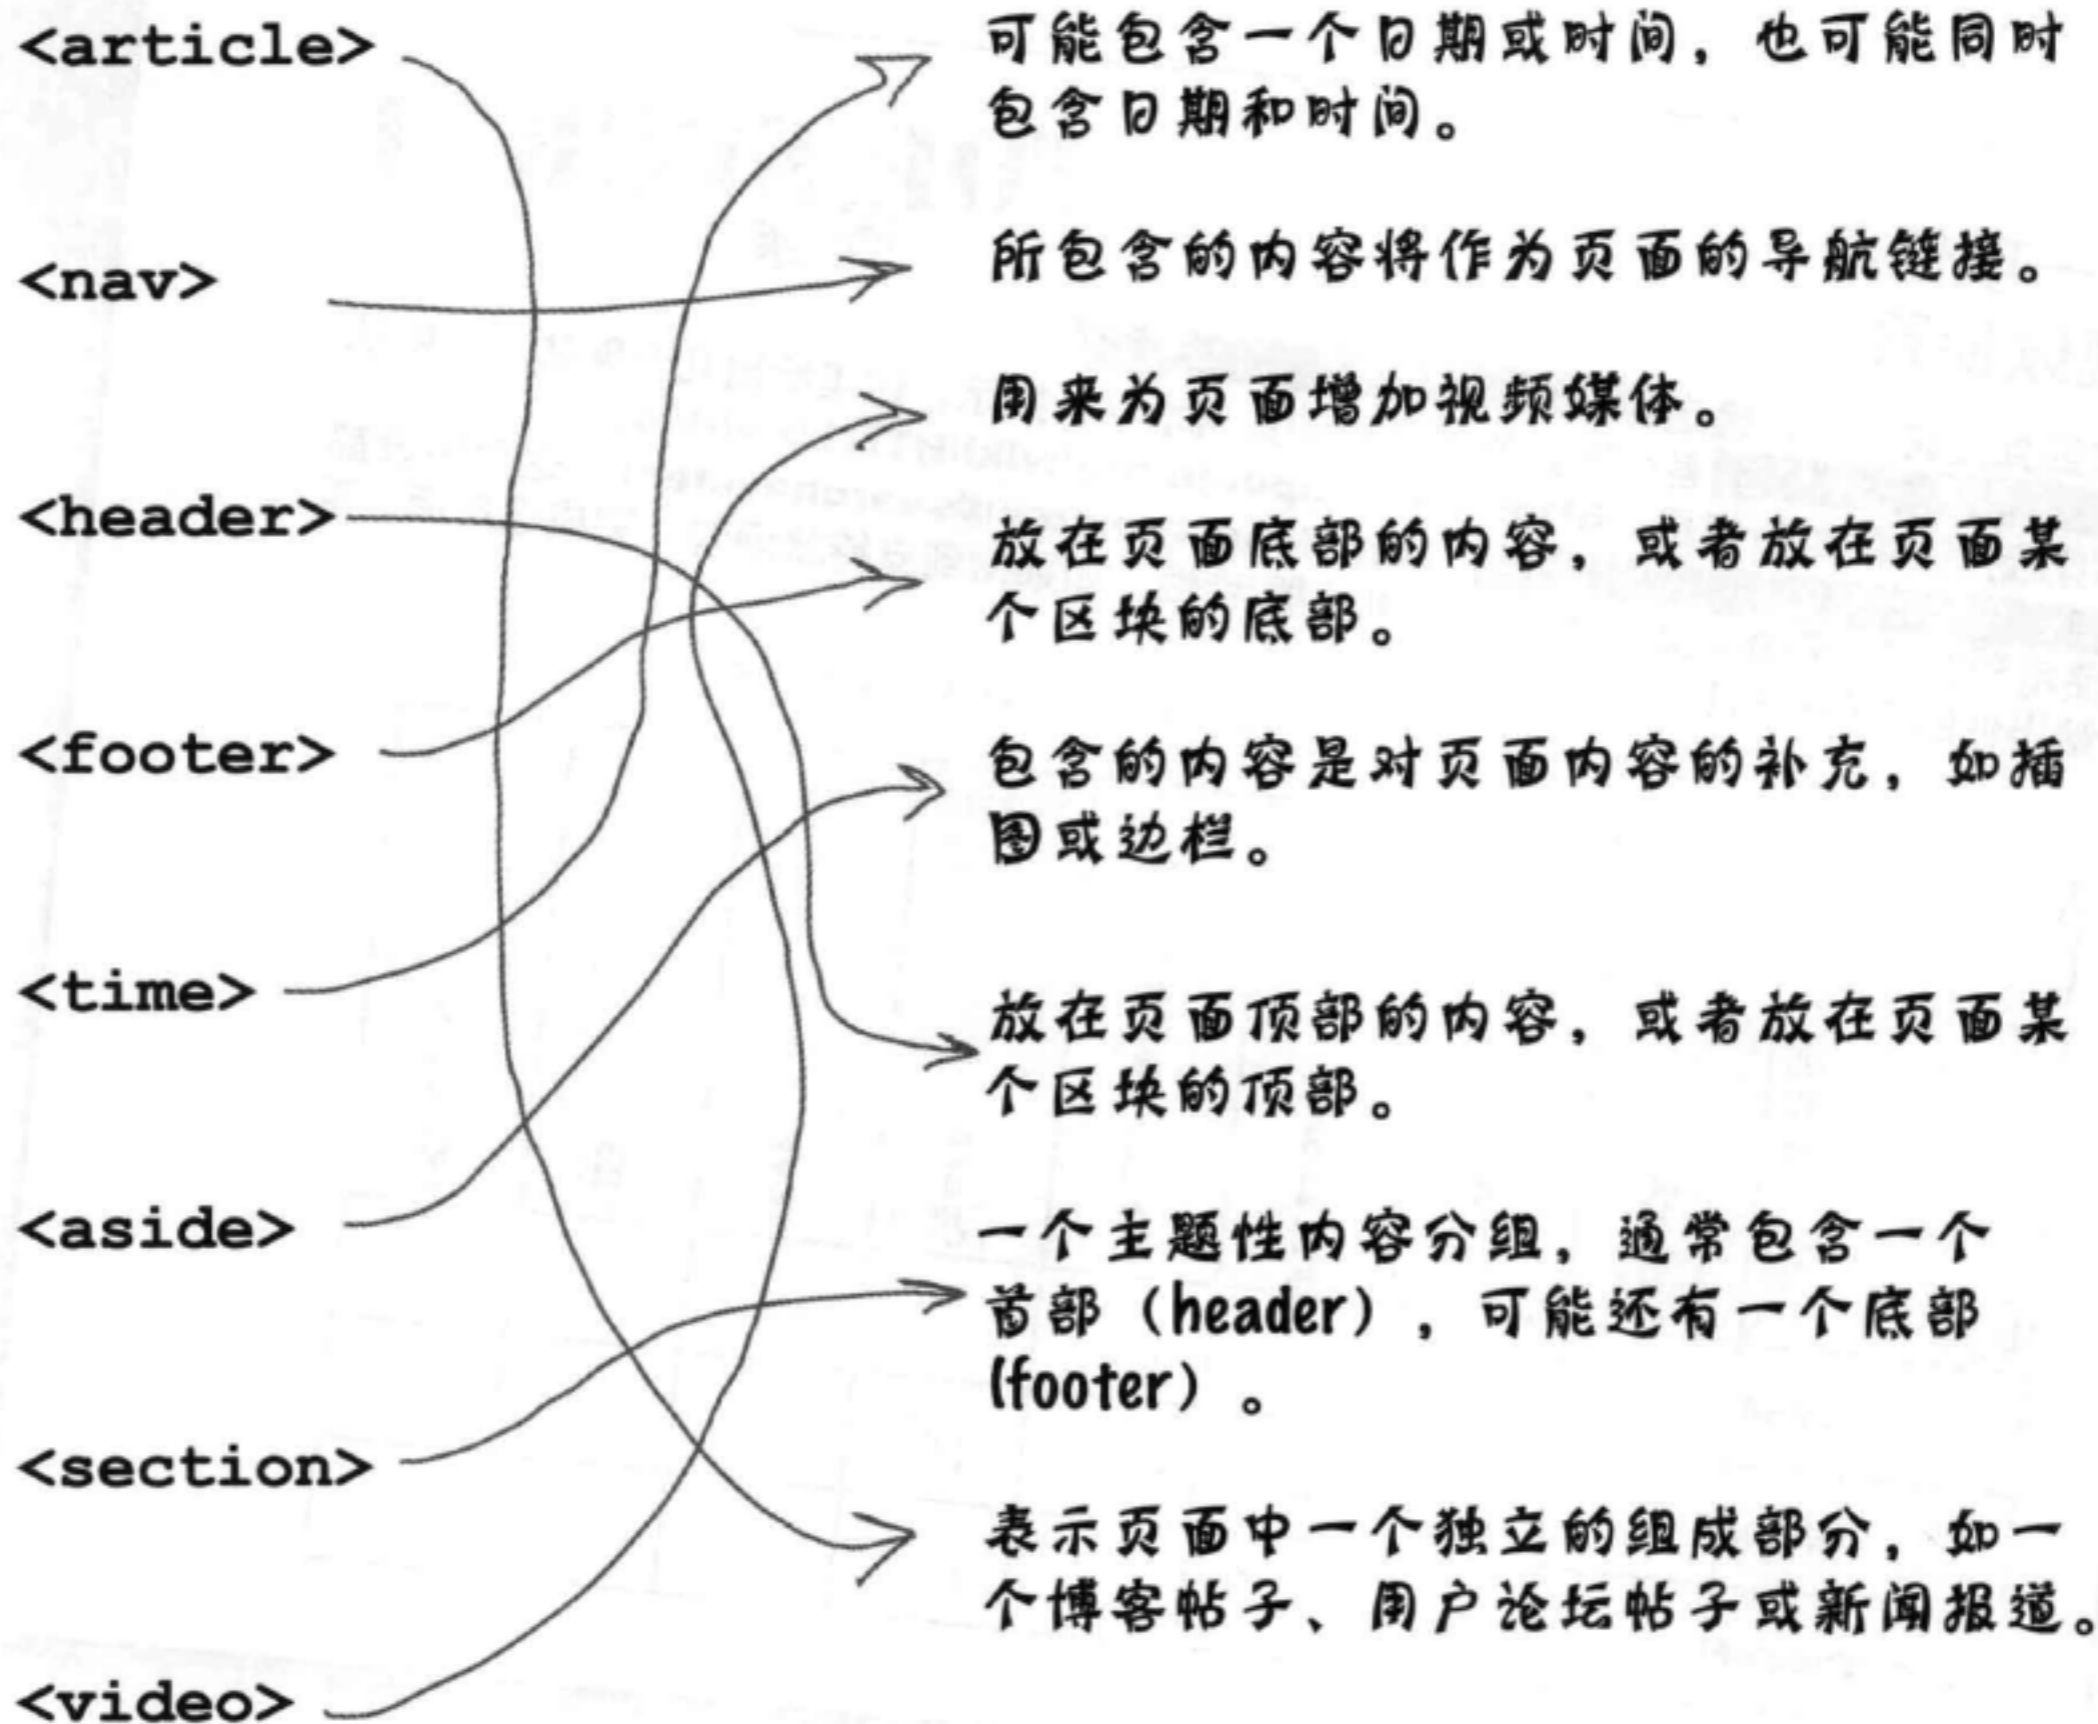 <article>
<nav>
<header>
<footer>
<time>
<aside>
<section>
<video>
可能包含一个日期或时间，也可能同时
包含日期和时间。
所包含的内容将作为页面的导航链接。
用来为页面增加视频媒体。
放在页面底部的内容，或者放在页面某
个区块的底部。
包含的内容是对页面内容的补充，如插
图或边栏。
放在页面顶部的内容，或者放在页面某
个区块的顶部。
一个主题性内容分组，通常包含一个
首部（header），可能还有一个底部
(footer）。
表示页面中一个独立的组成部分，如一
个博客帖子、用户论坛帖子或新闻报道。